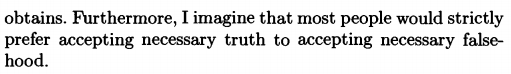 obtains. Furthermore, I imagine that most people would strictly
prefer accepting necessary truth to accepting necessary false-
hood.